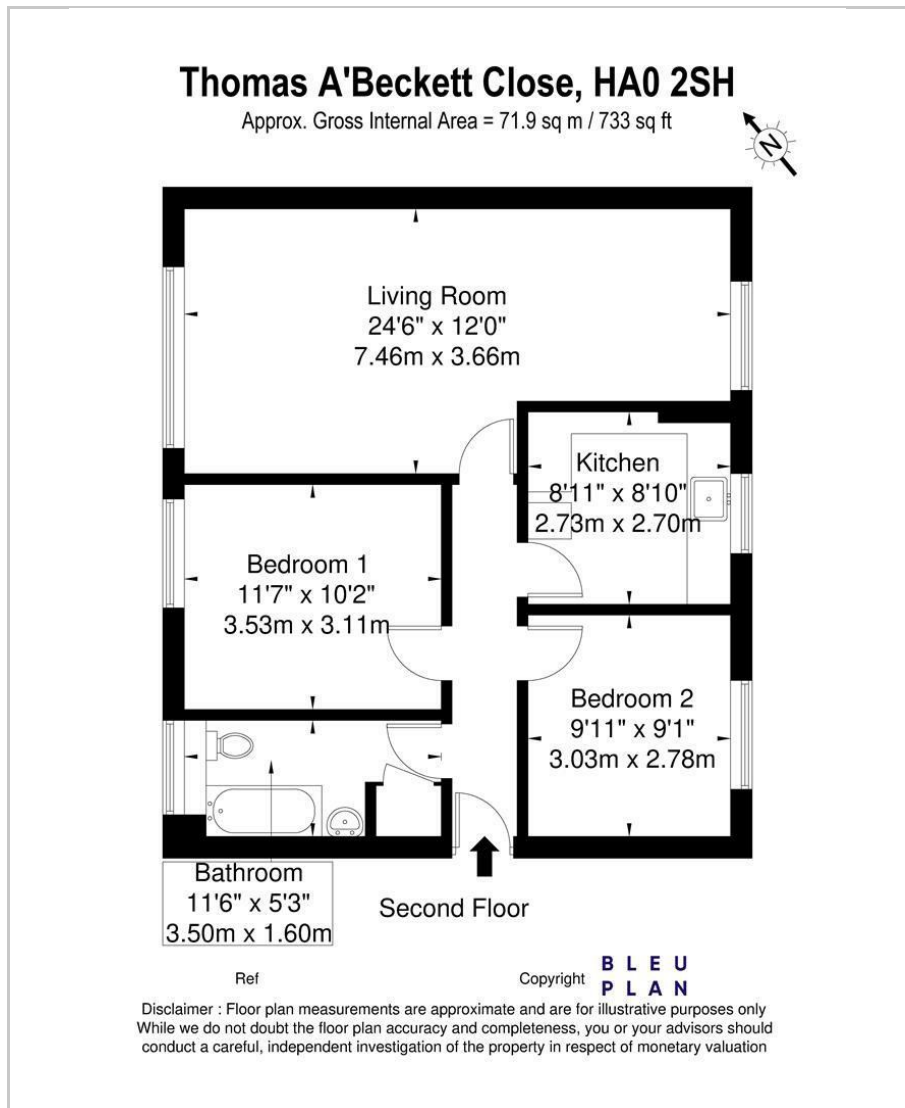 Thomas A'Beckett Close, HA0 2SH
Approx. Gross Internal Area = 71.9 sq m / 733 sq ft
N
Living Room
24'6" x 12'0"
7.46m x 3.66m
Kitchen
8'11" x 8'10"
2.73m x 2.70m
Bedroom 1
11'7" x 10'2"
3.53m x 3.11m
Bedroom 2
9'11" x 9'1"
3.03m x 2.78m
Bathroom
11'6" x 5'3"
3.50m x 1.60m
Second Floor
Ref
Copyright
BLEU
PLAN
Disclaimer : Floor plan measurements are approximate and are for illustrative purposes only
While we do not doubt the floor plan accuracy and completeness, you or your advisors should
conduct a careful, independent investigation of the property in respect of monetary valuation